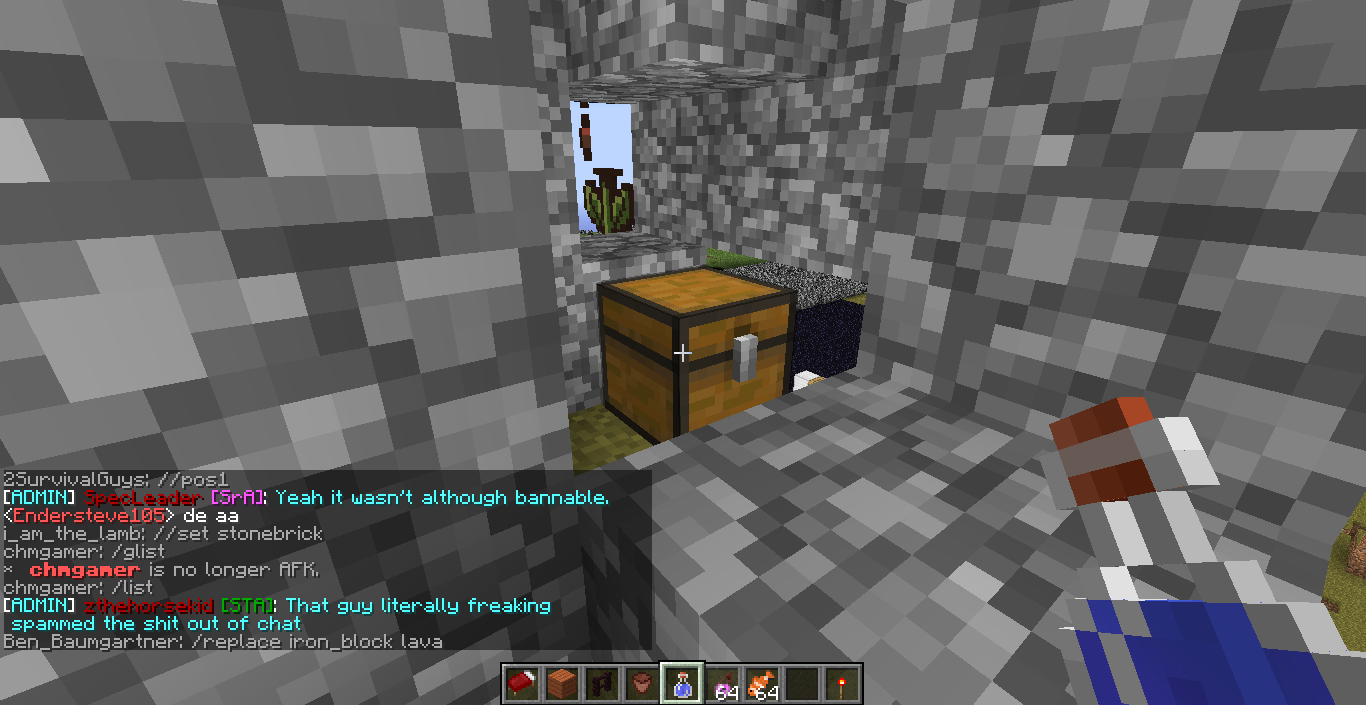 2SurvivalGuys: //pos1
[ADMIN] SpecLeader [SrA]: Yeah it wasn't although bannable.
<Endersteve105> de aa
i_am_the_lamb: //set stonebrick
chmgamer: /glist
* chmgamer is no longer AFK.
chmgamer: /list
[ADMIN] zthehorsekid [STA]: That guy literally freaking
spammed the shit out of chat
Ben_Baumgartner: /replace iron_block lava
64 64